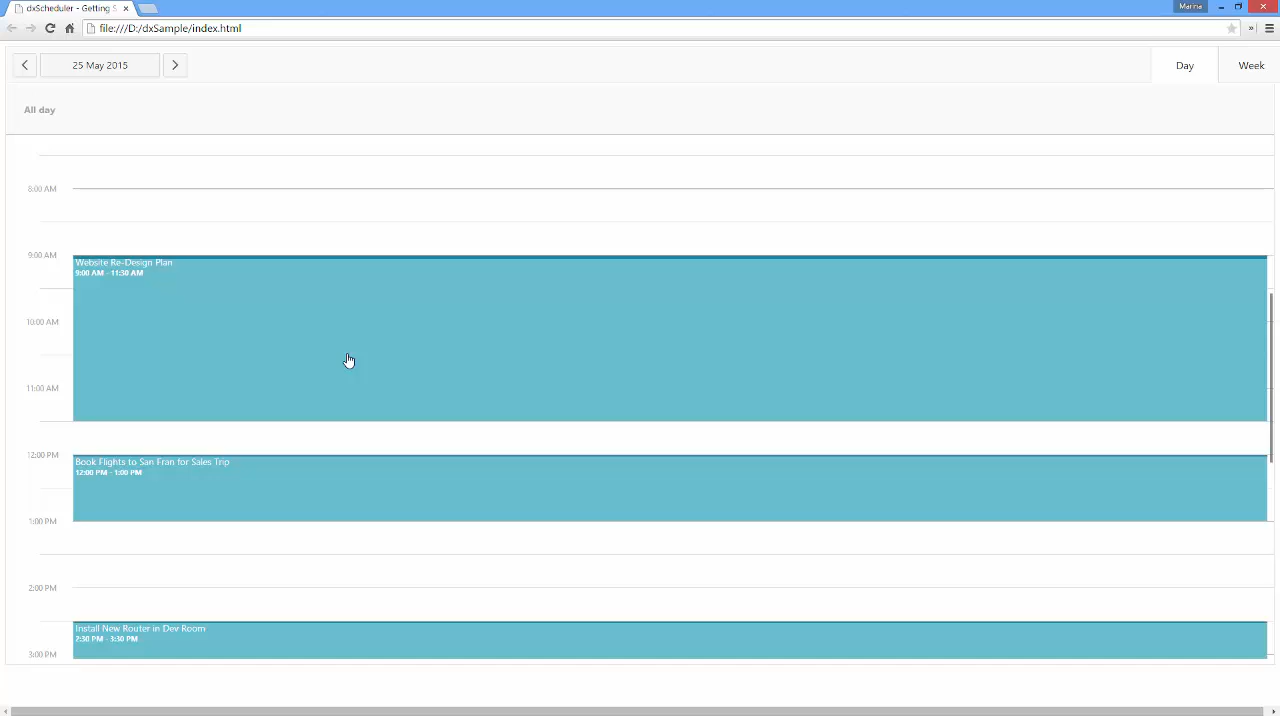 dxScheduler - Getting S
Marina
file:///D:/dxSample/index.html
25 May 2015
Day
Week
All day
8:00 AM
9:00 AM
Website Re-Design Plan
9:00 AM - 11:30 AM
10:00 AM
11:00 AM
12:00 PM
Book Flights to San Fran for Sales Trip
12:00 PM - 1:00 PM
1:00 PM
2:00 PM
Install New Router in Dev Room
2:30 PM - 3:30 PM
3:00 PM